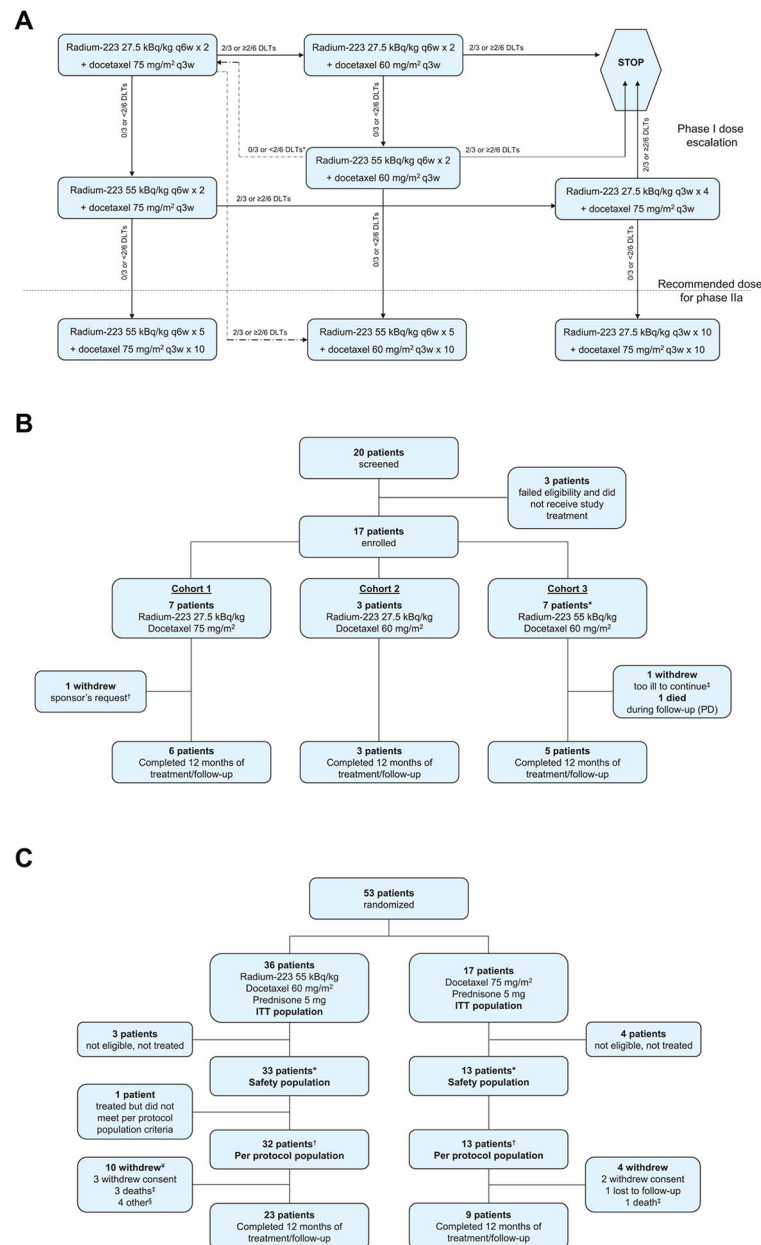 A
Radium-223 27.5 kBq/kg q6w x 2
+ docetaxel 75 mg/m² q3w
2/3 or ≥2/6 DLTs
Radium-223 27.5 kBq/kg q6w x 2
+ docetaxel 60 mg/m² q3w
2/3 or ≥2/6 DLTs
STOP
0/3 or <2/6 DLTs
0/3 or <2/6 DLTs
Phase I dose
escalation
0/3 or <2/6 DLTs*
Radium-223 55 kBq/kg q6w x 2
+ docetaxel 60 mg/m² q3w
2/3 or ≥2/6 DLTs
2/3 or ≥2/6 DLTs
Radium-223 55 kBq/kg q6w x 2
+ docetaxel 75 mg/m² q3w
2/3 or ≥2/6 DLTs
Radium-223 27.5 kBq/kg q3w x 4
+ docetaxel 75 mg/m² q3w
0/3 or <2/6 DLTs
0/3 or <2/6 DLTs
0/3 or <2/6 DLTs
Recommended dose
for phase IIa
Radium-223 55 kBq/kg q6w x 5
+ docetaxel 75 mg/m² q3w x 10
2/3 or ≥2/6 DLTs
Radium-223 55 kBq/kg q6w x 5
+ docetaxel 60 mg/m² q3w x 10
Radium-223 27.5 kBq/kg q3w x 10
+ docetaxel 75 mg/m² q3w x 10
B
20 patients
screened
3 patients
failed eligibility and did
not receive study
treatment
17 patients
enrolled
Cohort 1
7 patients
Radium-223 27.5 kBq/kg
Docetaxel 75 mg/m²
Cohort 2
3 patients
Radium-223 27.5 kBq/kg
Docetaxel 60 mg/m²
Cohort 3
7 patients*
Radium-223 55 kBq/kg
Docetaxel 60 mg/m²
1 withdrew
sponsor's request†
1 withdrew
too ill to continue‡
1 died
during follow-up (PD)
6 patients
Completed 12 months of
treatment/follow-up
3 patients
Completed 12 months of
treatment/follow-up
5 patients
Completed 12 months of
treatment/follow-up
C
53 patients
randomized
36 patients
Radium-223 55 kBq/kg
Docetaxel 60 mg/m²
Prednisone 5 mg
ITT population
17 patients
Docetaxel 75 mg/m²
Prednisone 5 mg
ITT population
3 patients
not eligible, not treated
4 patients
not eligible, not treated
33 patients*
Safety population
13 patients*
Safety population
1 patient
treated but did not
meet per protocol
population criteria
32 patients†
Per protocol population
13 patients†
Per protocol population
10 withdrew¥
3 withdrew consent
3 deaths‡
4 other§
4 withdrew
2 withdrew consent
1 lost to follow-up
1 death‡
23 patients
Completed 12 months of
treatment/follow-up
9 patients
Completed 12 months of
treatment/follow-up